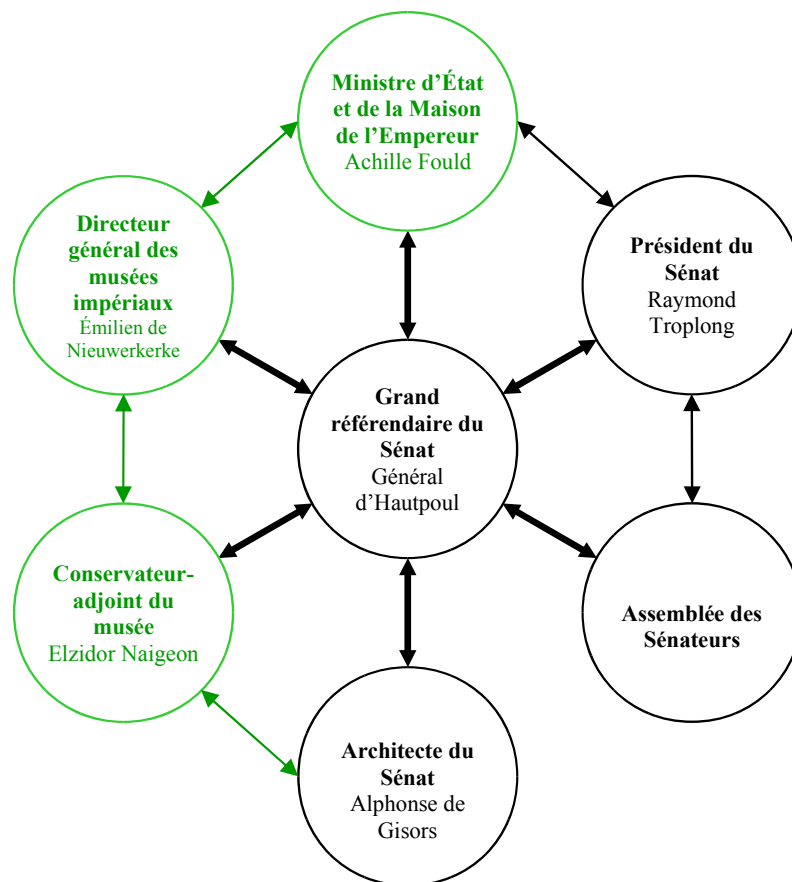 Ministre d’État
et de la Maison
de l’Empereur
Achille Fould
Directeur
général des
musées
impériaux
Émilien de
Nieuwerkerke
Président du
Sénat
Raymond
Troplong
Grand
référendaire du
Sénat
Général
d’Hautpoul
Conservateur-
adjoint du
musée
Elzidor Naigeon
Assemblée des
Sénateurs
Architecte du
Sénat
Alphonse de
Gisors